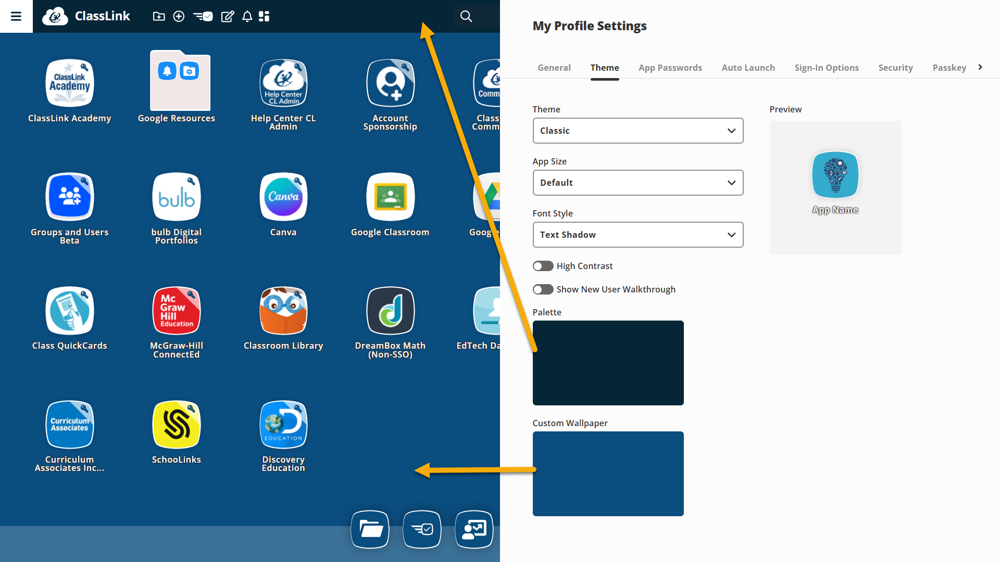 ClassLink
ClassLink
Academy
ClassLink Academy
Google Resources
Help Center
CL Admin
Help Center CL
Admin
Account
Sponsorship
Comm
Class
Comm
Groups and Users
Beta
bulb
bulb Digital
Portfolios
Canva
Canva
Google Classroom
Google
Class QuickCards
Mc
Graw
Hill
Education
McGraw-Hill
ConnectEd
Classroom Library
DreamBox Math
(Non-SSO)
EdTech Da
Curriculum
Associates
Curriculum
Associates Inc...
SchooLinks
EDUCATION
Discovery
Education
My Profile Settings
General
Theme
App Passwords
Auto Launch
Sign-In Options
Security
Passkey
Theme
Classic
App Size
Default
Font Style
Text Shadow
High Contrast
Show New User Walkthrough
Palette
Custom Wallpaper
Preview
App Name